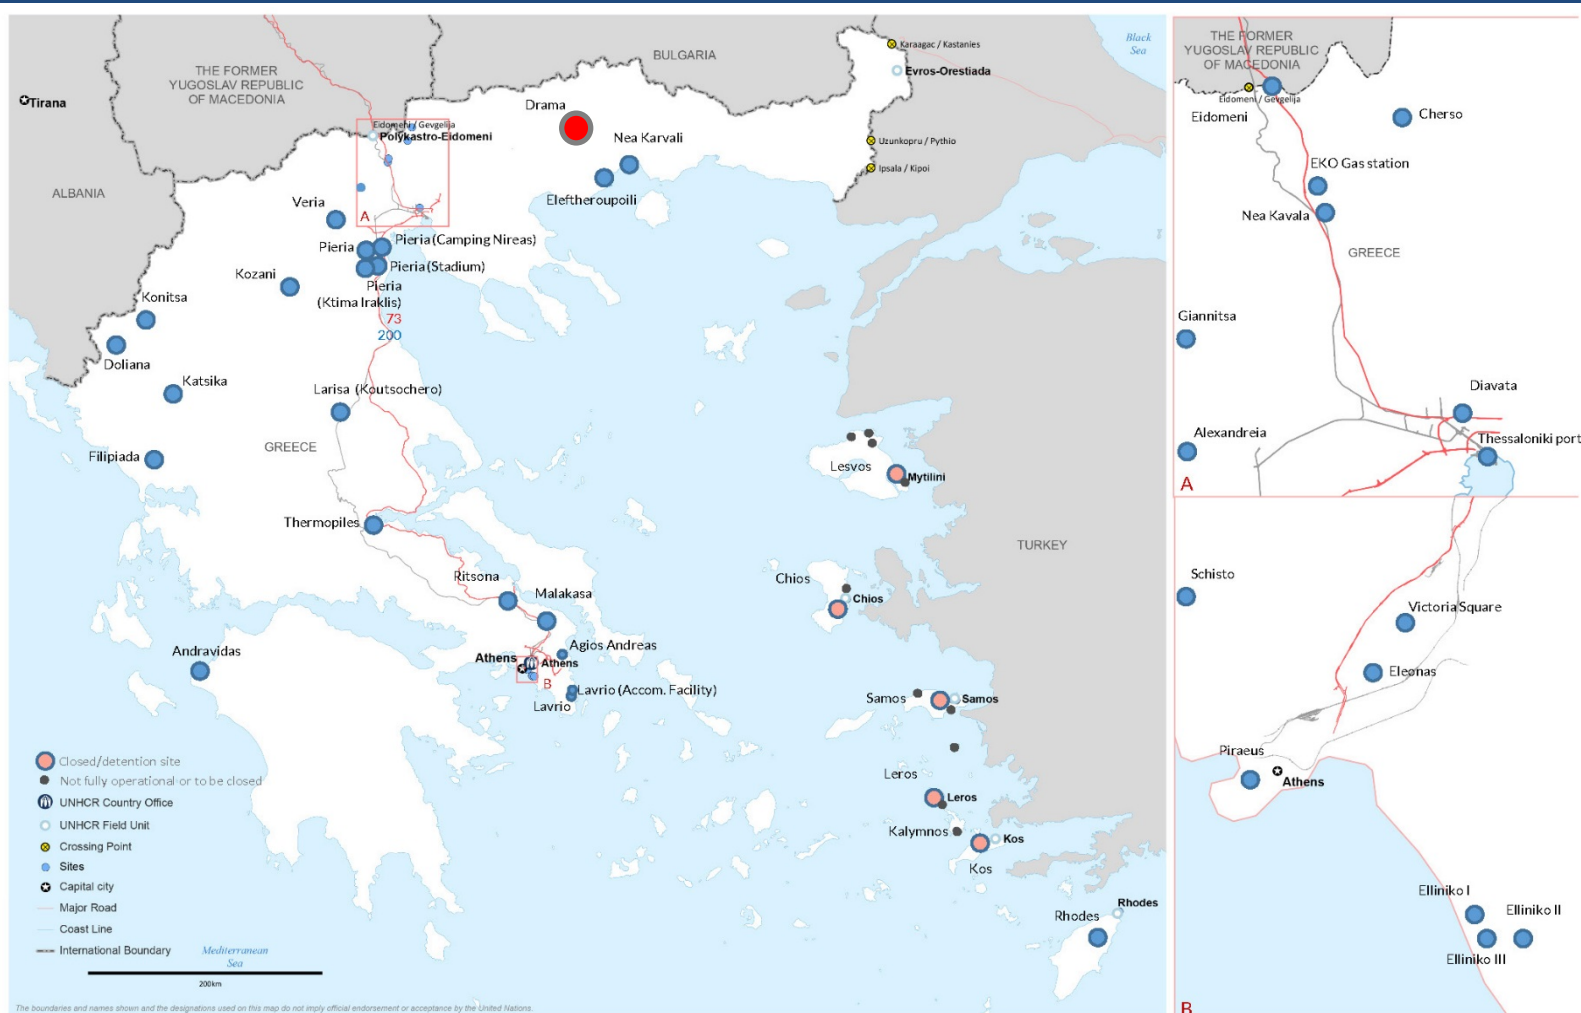 BULGARIA
Black
Sea
Karaagac / Kastanies
Evros-Orestiada
THE FORMER
YUGOSLAV REPUBLIC
OF MACEDONIA
Tirana
Drama
Eidomeni / Gevgelija
Polykastro-Eidomeni
Nea Karvali
Uzunkopru / Pythio
Ipsala / Kipoi
ALBANIA
Eleftheroupoili
Veria
A
Pieria
Pieria (Camping Nireas)
Pieria (Stadium)
Kozani
Pieria
(Ktima Iraklis)
Konitsa
73
200
Doliana
Katsika
Larisa (Koutsochero)
GREECE
Filipiada
Lesvos
Mytilini
Thermopiles
TURKEY
Ritsona
Malakasa
Chios
Chios
Agios Andreas
Andravidas
Athens
Athens
B
Lavrio (Accom. Facility)
Lavrio
Samos
Samos
Leros
Leros
Kalymnos
Kos
Kos
Rhodes
Rhodes
Closed/detention site
Not fully operational or to be closed
UNHCR Country Office
UNHCR Field Unit
Crossing Point
Sites
Capital city
Major Road
Coast Line
International Boundary
Mediterranean
Sea
200km
The boundaries and names shown and the designations used on this map do not imply official endorsement or acceptance by the United Nations.
THE FORMER
YUGOSLAV REPUBLIC
OF MACEDONIA
Eidomeni / Gevgelija
Eidomeni
Cherso
EKO Gas station
Nea Kavala
GREECE
Giannitsa
Diavata
Alexandreia
Thessaloniki port
A
Schisto
Victoria Square
Eleonas
Piraeus
Athens
Elliniko I
Elliniko II
Elliniko III
B